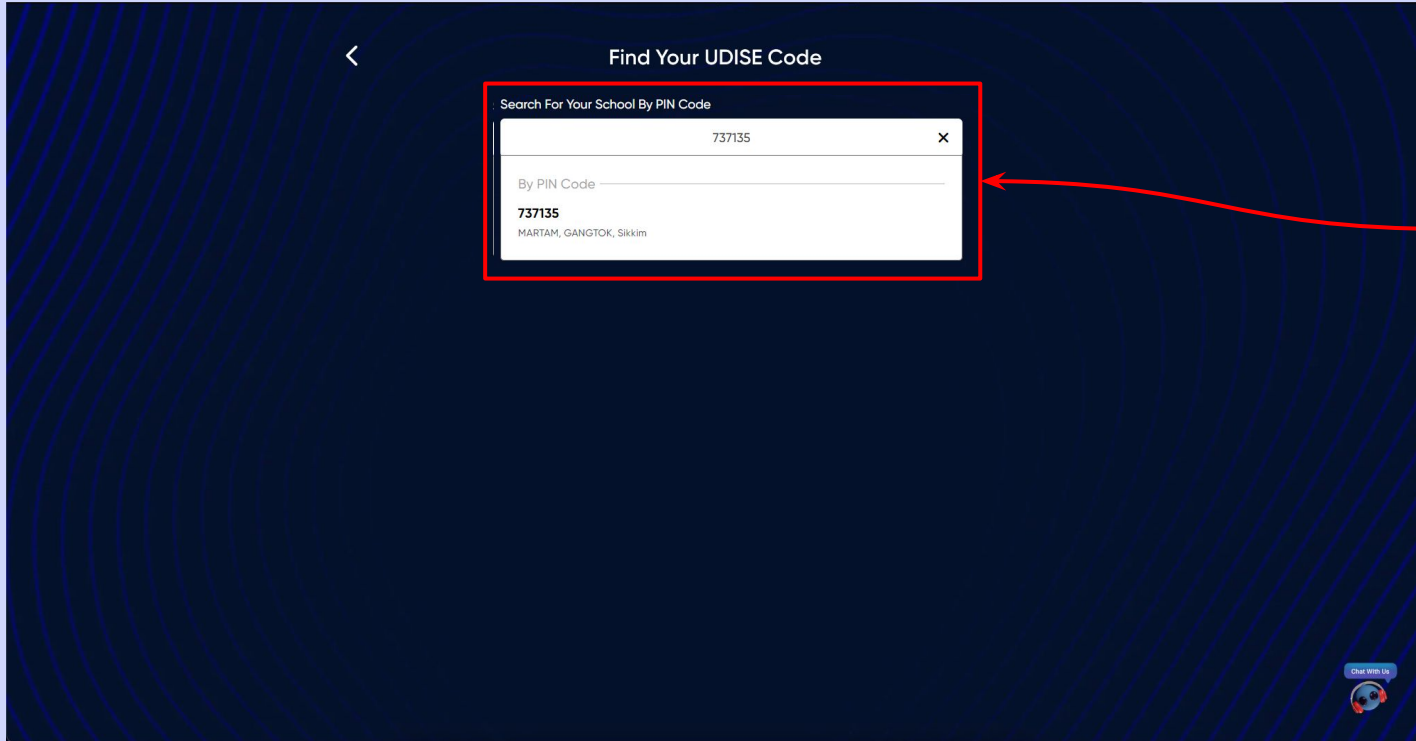 Find Your UDISE Code
Search For Your School By PIN Code
737135
By PIN Code
737135
MARTAM, GANGTOK, Sikkim
Chat With Us